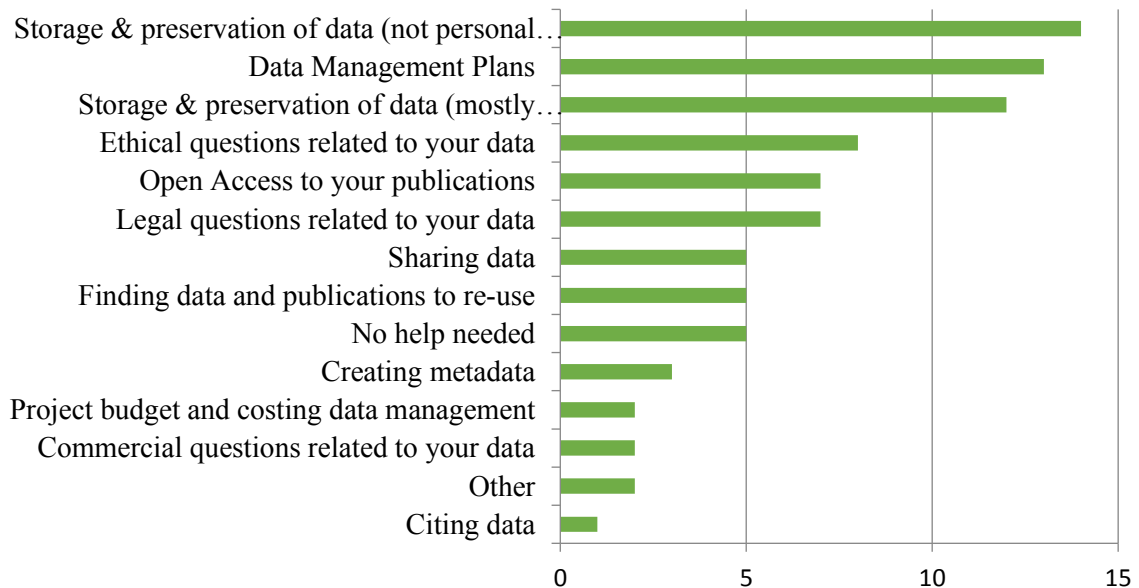 Storage & preservation of data (not personal…
Data Management Plans
Storage & preservation of data (mostly…
Ethical questions related to your data
Open Access to your publications
Legal questions related to your data
Sharing data
Finding data and publications to re-use
No help needed
Creating metadata
Project budget and costing data management
Commercial questions related to your data
Other
Citing data
0 5 10 15